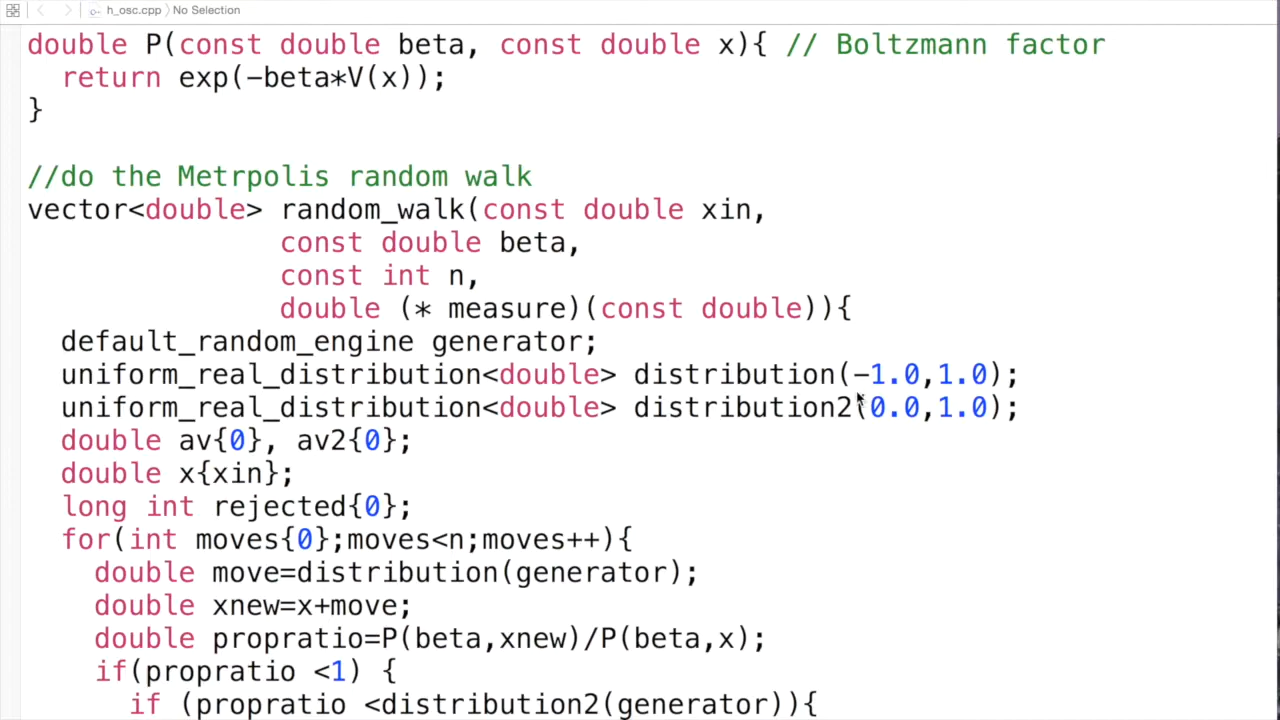 h_osc.cpp No Selection
double P(const double beta, const double x){ // Boltzmann factor
  return exp(-beta*V(x));
}
//do the Metrpolis random walk
vector<double> random_walk(const double xin,
               const double beta,
               const int n,
               double (* measure)(const double)){
  default_random_engine generator;
  uniform_real_distribution<double> distribution(-1.0,1.0);
  uniform_real_distribution<double> distribution2(0.0,1.0);
  double av{0}, av2{0};
  double x{xin};
  long int rejected{0};
  for(int moves{0};moves<n;moves++){
    double move=distribution(generator);
    double xnew=x+move;
    double propratio=P(beta,xnew)/P(beta,x);
    if(propratio <1) {
      if (propratio <distribution2(generator)){